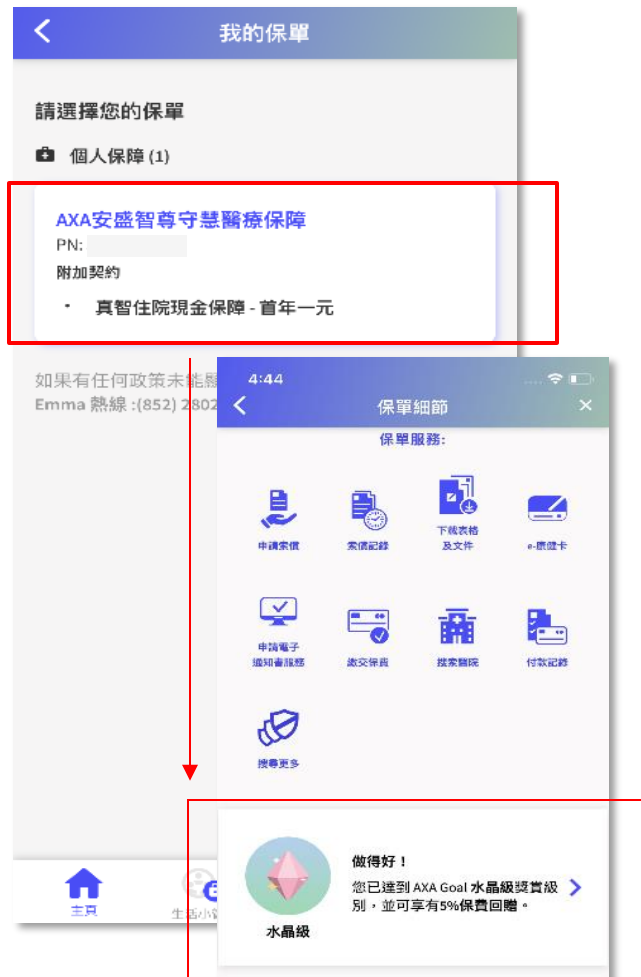 我的保單
請選擇您的保單
個人保障 (1)
AXA安盛智尊守慧醫療保障
PN:
附加契約
· 真智住院現金保障 - 首年一元
如果有任何政策未能
Emma 熱線 :(852) 2802
主頁
生活小
4:44
保單細節
保單服務:
申請索償
索償記錄
下載表格
及文件
e-康健卡
申請電子
通知書服務
繳交保費
搜索醫院
付款記錄
搜尋更多
做得好！
您已達到 AXA Goal 水晶級獎賞級
別，並可享有5%保費回贈。
水晶級